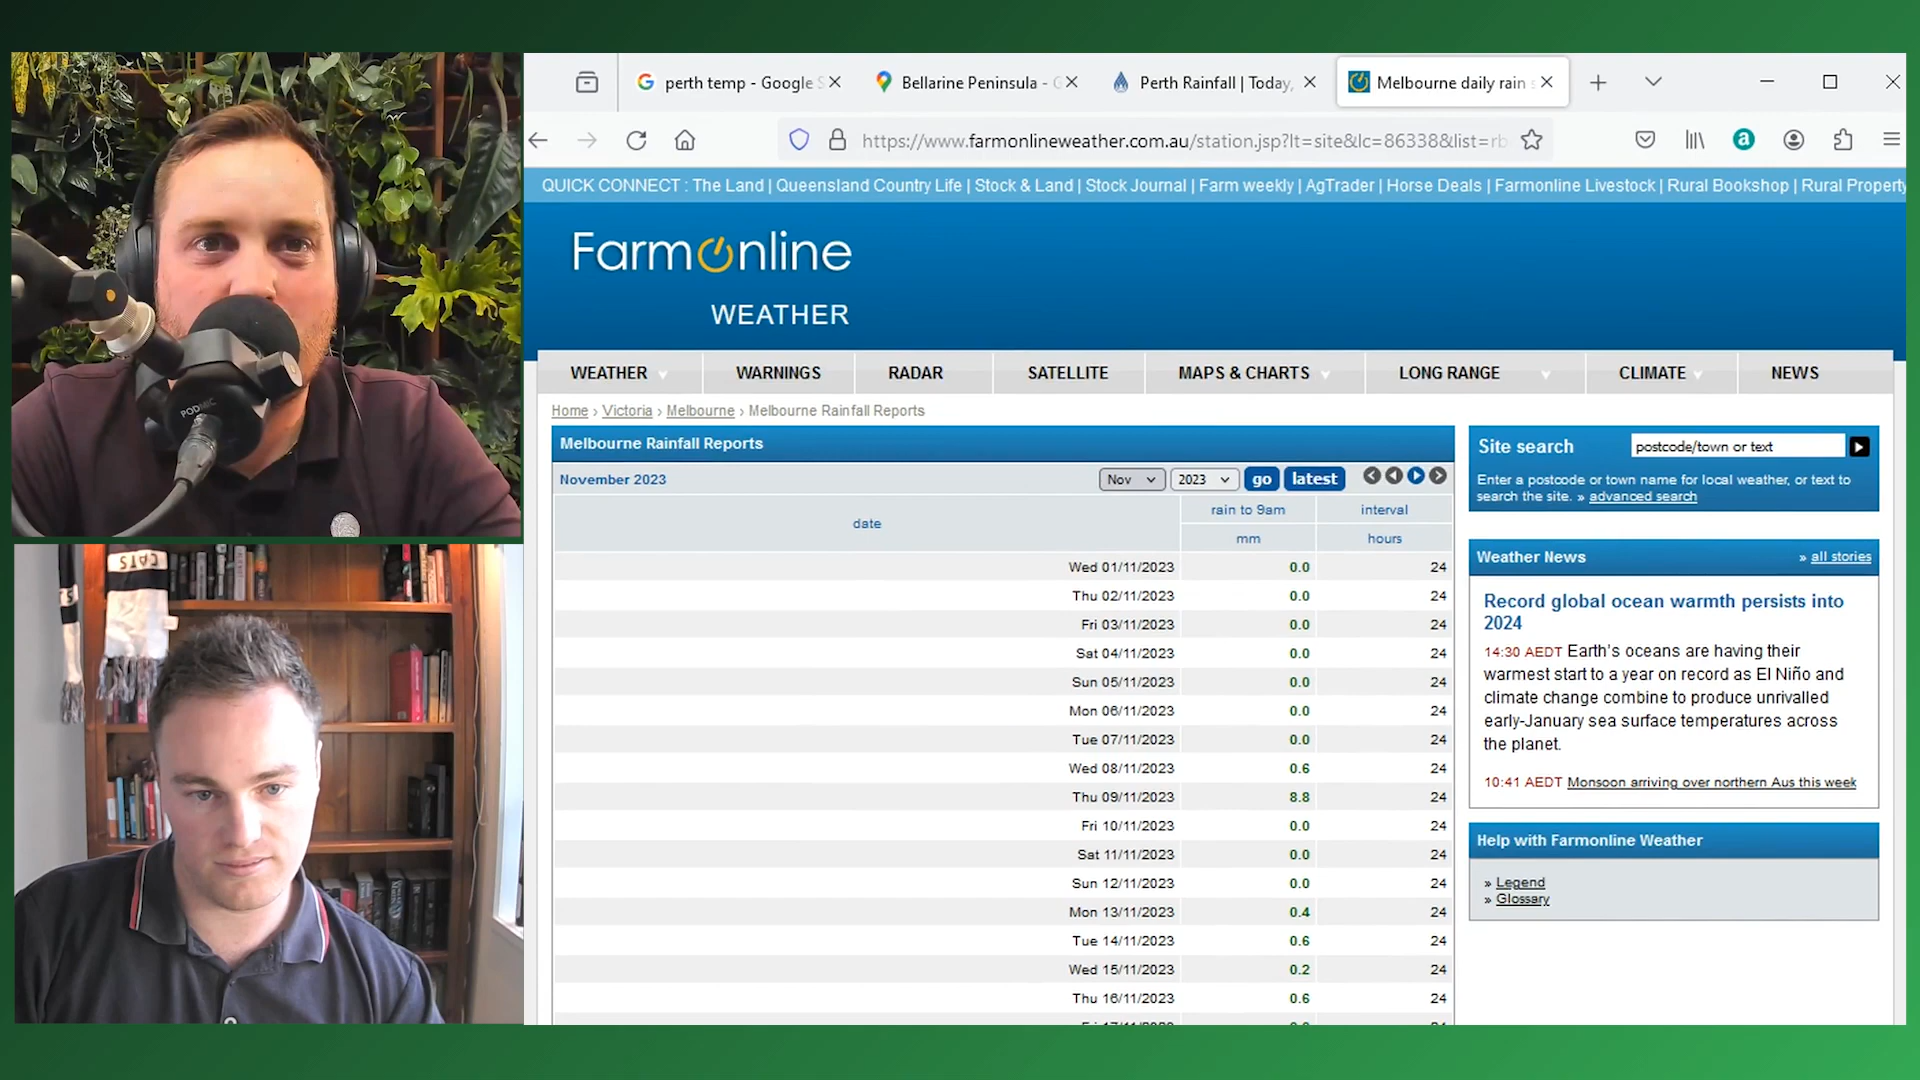 perth temp - Google S
Bellarine Peninsula - G
Perth Rainfall | Today,
Melbourne daily rain s
https://www.farmonlineweather.com.au/station.jsp?lt=site&lc=86338&list=rb
QUICK CONNECT : The Land | Queensland Country Life | Stock & Land | Stock Journal | Farm weekly | AgTrader | Horse Deals | Farmonline Livestock | Rural Bookshop | Rural Property
Farmonline
WEATHER
WEATHER WARNINGS RADAR SATELLITE MAPS & CHARTS LONG RANGE CLIMATE NEWS
Home › Victoria › Melbourne › Melbourne Rainfall Reports
Melbourne Rainfall Reports
November 2023 Nov 2023 go latest
date rain to 9am interval
mm hours
Wed 01/11/2023 0.0 24
Thu 02/11/2023 0.0 24
Fri 03/11/2023 0.0 24
Sat 04/11/2023 0.0 24
Sun 05/11/2023 0.0 24
Mon 06/11/2023 0.0 24
Tue 07/11/2023 0.0 24
Wed 08/11/2023 0.6 24
Thu 09/11/2023 8.8 24
Fri 10/11/2023 0.0 24
Sat 11/11/2023 0.0 24
Sun 12/11/2023 0.0 24
Mon 13/11/2023 0.4 24
Tue 14/11/2023 0.6 24
Wed 15/11/2023 0.2 24
Thu 16/11/2023 0.6 24
Site search postcode/town or text
Enter a postcode or town name for local weather, or text to
search the site. » advanced search
Weather News » all stories
Record global ocean warmth persists into
2024
14:30 AEDT Earth's oceans are having their
warmest start to a year on record as El Niño and
climate change combine to produce unrivalled
early-January sea surface temperatures across
the planet.
10:41 AEDT Monsoon arriving over northern Aus this week
Help with Farmonline Weather
» Legend
» Glossary
PODMIC
CATS